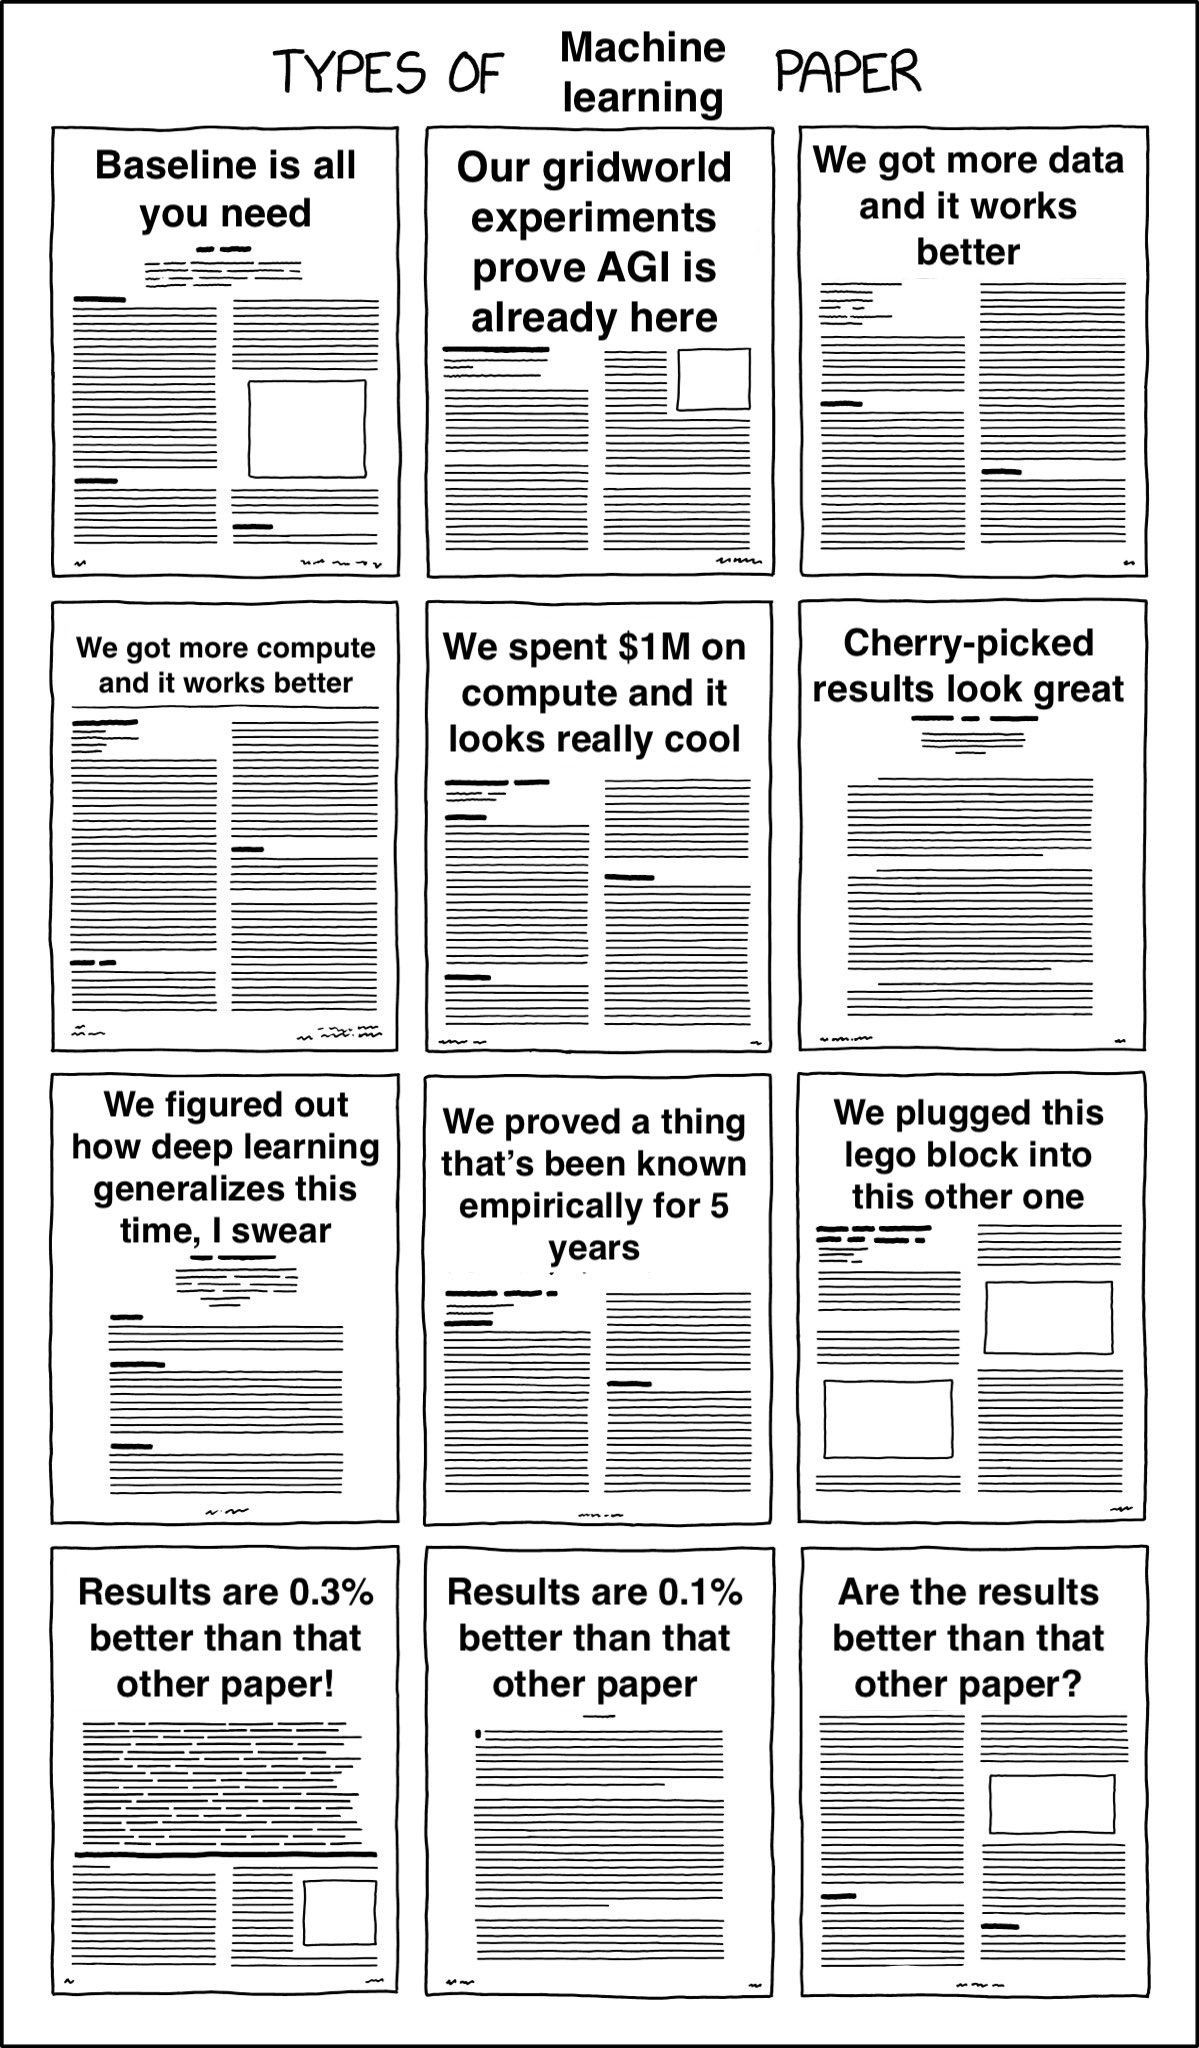 TYPES OF Machine learning PAPER
Baseline is all
you need
Our gridworld
experiments
prove AGI is
already here
We got more data
and it works
better
We got more compute
and it works better
We spent $1M on
compute and it
looks really cool
Cherry-picked
results look great
We figured out
how deep learning
generalizes this
time, I swear
We proved a thing
that's been known
empirically for 5
years
We plugged this
lego block into
this other one
Results are 0.3%
better than that
other paper!
Results are 0.1%
better than that
other paper
Are the results
better than that
other paper?